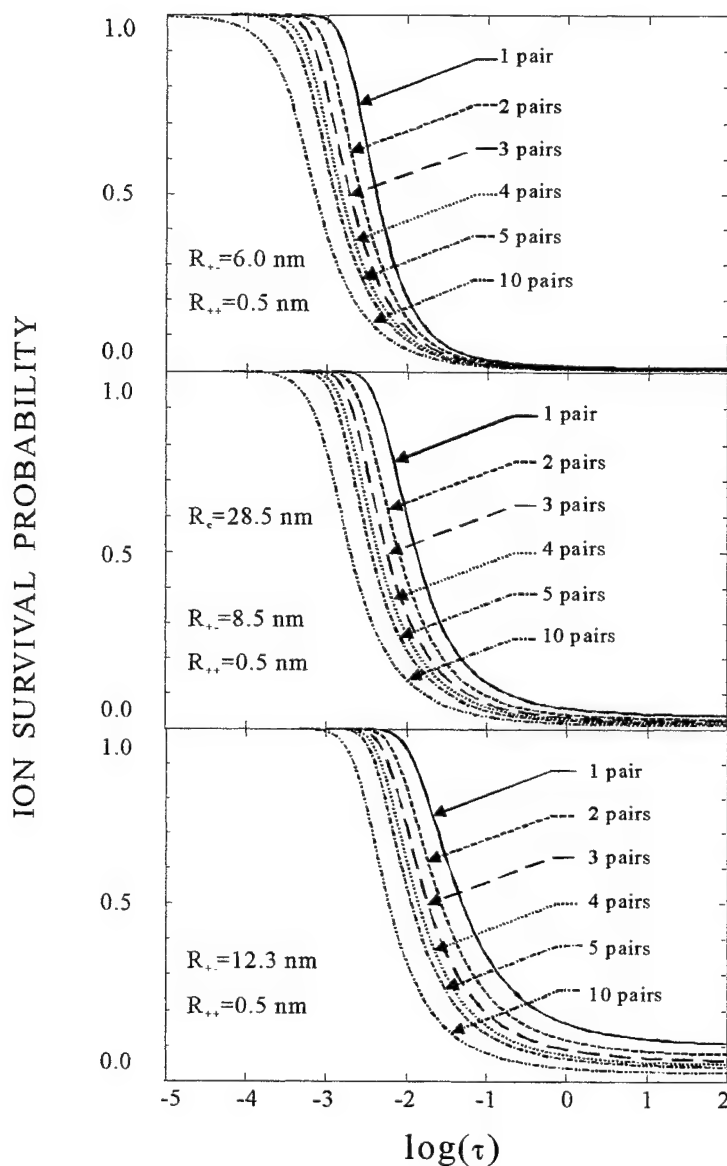 ION SURVIVAL PROBABILITY
1.0
0.5
0.0
1 pair
2 pairs
3 pairs
4 pairs
5 pairs
10 pairs
R₊₋=6.0 nm
R₊₊=0.5 nm
1.0
0.5
0.0
1 pair
2 pairs
3 pairs
4 pairs
5 pairs
10 pairs
R꜀=28.5 nm
R₊₋=8.5 nm
R₊₊=0.5 nm
1.0
0.5
0.0
1 pair
2 pairs
3 pairs
4 pairs
5 pairs
10 pairs
R₊₋=12.3 nm
R₊₊=0.5 nm
-5 -4 -3 -2 -1 0 1 2
log(τ)